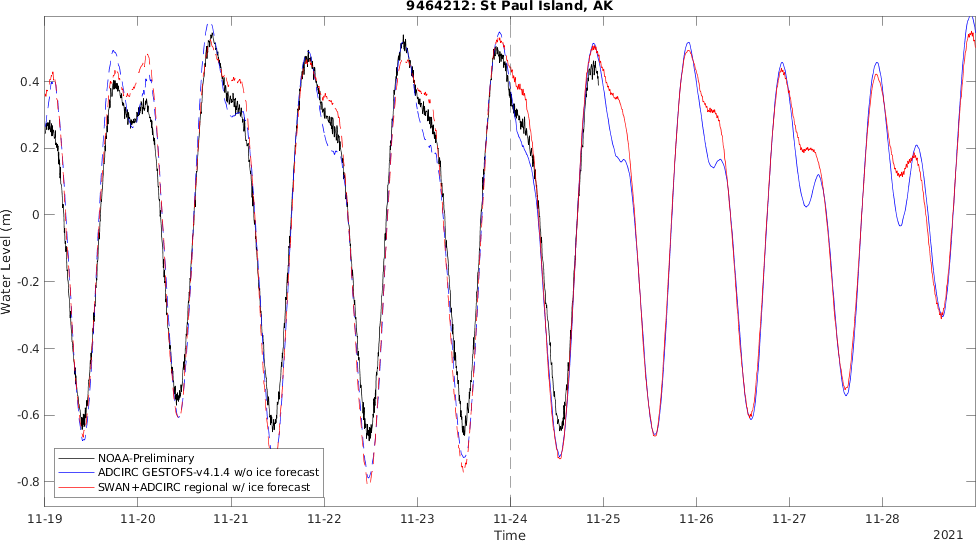 9464212: St Paul Island, AK
Water Level (m)
0.4
0.2
0
-0.2
-0.4
-0.6
-0.8
NOAA-Preliminary
ADCIRC GESTOFS-v4.1.4 w/o ice forecast
SWAN+ADCIRC regional w/ ice forecast
11-19 11-20 11-21 11-22 11-23 11-24 11-25 11-26 11-27 11-28
Time
2021